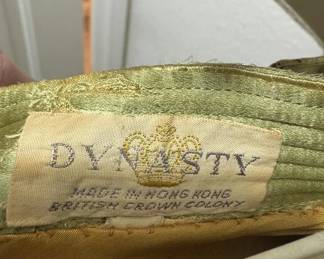 DYNASTY
MADE IN HONG KONG
BRITISH CROWN COLONY